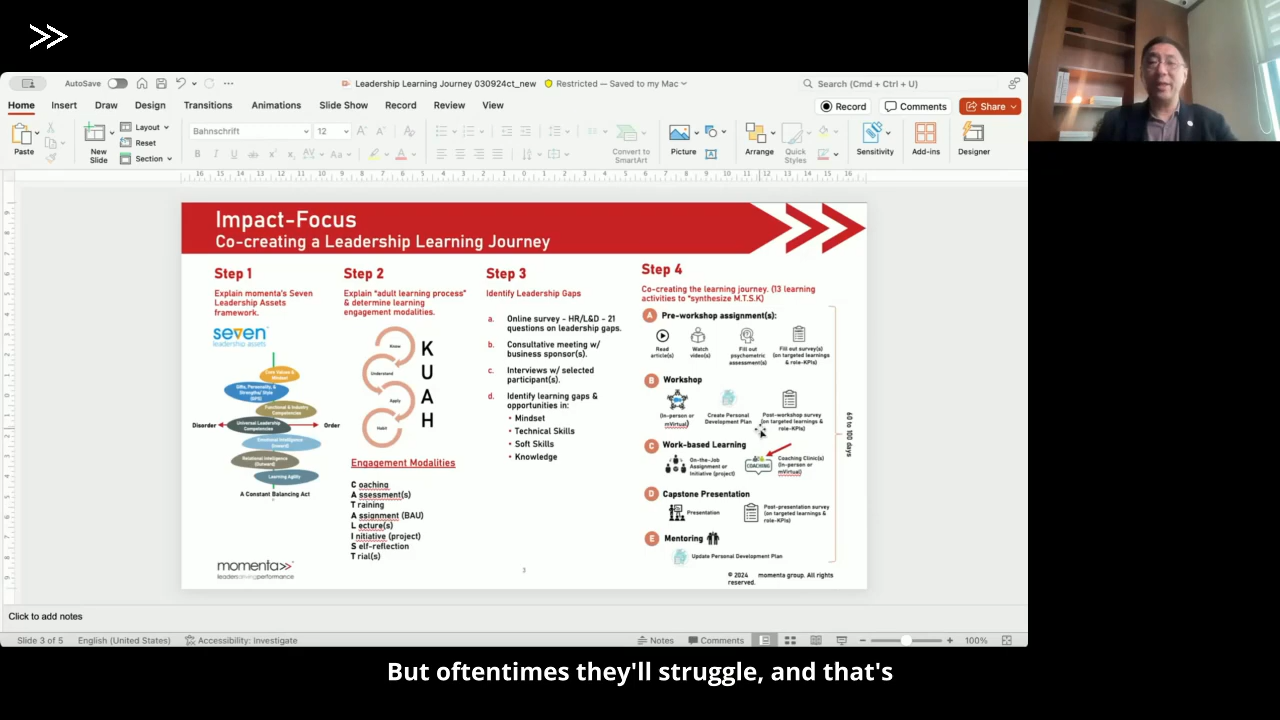 AutoSave
Leadership Learning Journey 030924ct_new
Restricted — Saved to my Mac
Search (Cmd + Ctrl + U)
Home
Insert
Draw
Design
Transitions
Animations
Slide Show
Record
Review
View
Record
Comments
Share
Paste
New
Slide
Layout
Reset
Section
Bahnschrift
12
Convert to
SmartArt
Picture
Arrange
Quick
Styles
Sensitivity
Add-ins
Designer
Impact-Focus
Co-creating a Leadership Learning Journey
Step 1
Explain momenta's Seven
Leadership Assets
framework.
seven
leadership assets
Core Values &
Mindset
Gifts, Personality, &
Strengths' Style
(GPS)
Functional & Industry
Competencies
Universal Leadership
Competencies
Disorder
Order
Emotional Intelligence
(Inward)
Relational Intelligence
(Outward)
Learning Agility
A Constant Balancing Act
momenta>>
leadersdrivingperformance
Step 2
Explain "adult learning process"
& determine learning
engagement modalities.
Know
Understand
Apply
Habit
K
U
A
H
Engagement Modalities
C oaching
A ssessment(s)
T raining
A ssignment (BAU)
L ecture(s)
I nitiative (project)
S elf-reflection
T rial(s)
3
Step 3
Identify Leadership Gaps
a. Online survey - HR/L&D - 21
questions on leadership gaps.
b. Consultative meeting w/
business sponsor(s).
c. Interviews w/ selected
participant(s).
d. Identify learning gaps &
opportunities in:
• Mindset
• Technical Skills
• Soft Skills
• Knowledge
Step 4
Co-creating the learning journey. (13 learning
activities to "synthesize M.T.S.K)
A Pre-workshop assignment(s):
Read
article(s)
Watch
video(s)
Fill out
psychometric
assessment(s)
Fill out survey(s)
(on targeted learnings
& role-KPIs)
B Workshop
(In-person or
mVirtual)
Create Personal
Development Plan
Post-workshop survey
(on targeted learnings &
role-KPIs)
C Work-based Learning
On-the-Job
Assignment or
Initiative (project)
COACHING
Coaching Clinic(s)
(In-person or
mVirtual)
D Capstone Presentation
Presentation
Post-presentation survey
(on targeted learnings &
role-KPIs)
E Mentoring
Update Personal Development Plan
60 to 100 days
© 2024 momenta group. All rights
reserved.
Click to add notes
Slide 3 of 5
English (United States)
Accessibility: Investigate
Notes
Comments
100%
But oftentimes they'll struggle, and that's